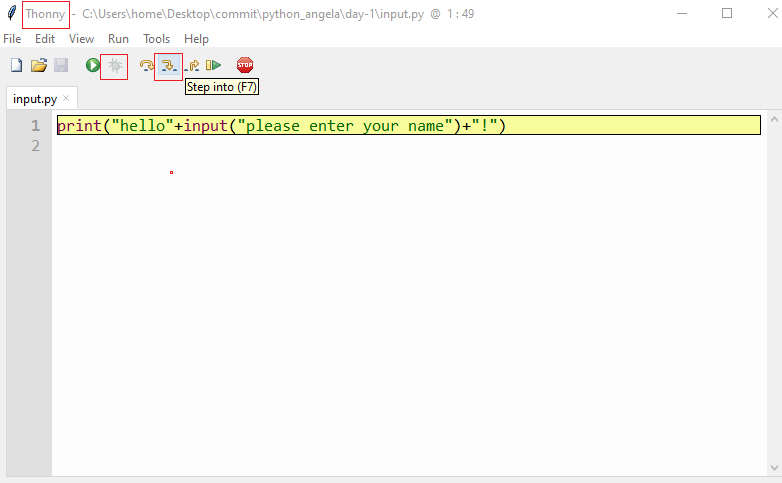 Thonny - C:\Users\home\Desktop\commit\python_angela\day-1\input.py @ 1 : 49
File Edit View Run Tools Help
STOP
Step into (F7)
input.py ×
1 print("hello"+input("please enter your name")+"!")
2